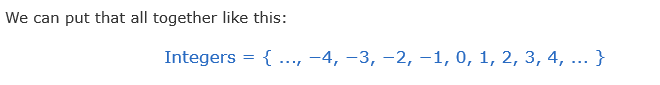 We can put that all together like this:
Integers = { ..., −4, −3, −2, −1, 0, 1, 2, 3, 4, ... }